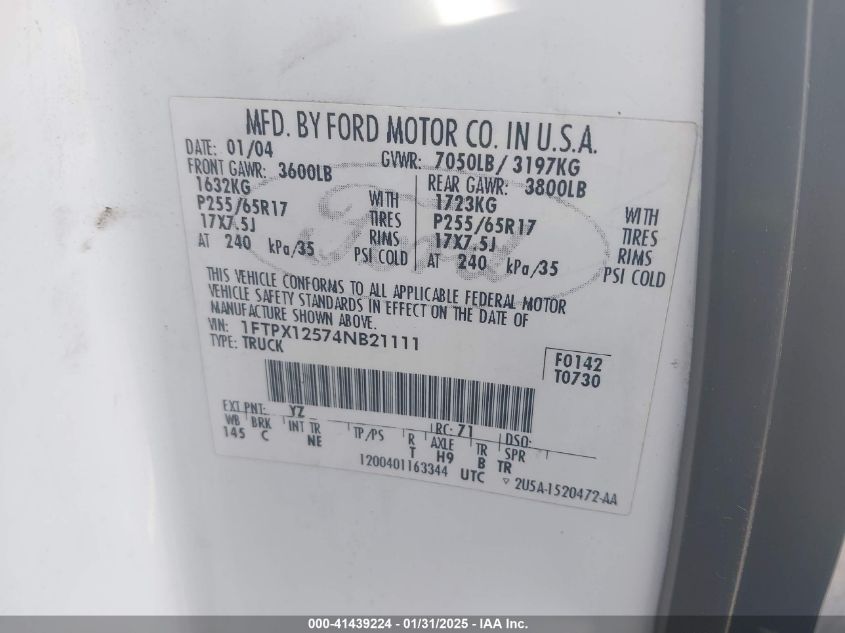 MFD. BY FORD MOTOR CO. IN U.S.A.
DATE: 01/04 GVWR: 7050LB / 3197KG
FRONT GAWR: 3600LB REAR GAWR: 3800LB
1632KG WITH 1723KG WITH
P255/65R17 TIRES P255/65R17 TIRES
17X7.5J RIMS 17X7.5J RIMS
AT 240 kPa/35 PSI COLD AT 240 kPa/35 PSI COLD
Ford
THIS VEHICLE CONFORMS TO ALL APPLICABLE FEDERAL MOTOR
VEHICLE SAFETY STANDARDS IN EFFECT ON THE DATE OF
MANUFACTURE SHOWN ABOVE.
VIN: 1FTPX12574NB21111
TYPE: TRUCK
F0142
T0730
EXT PNT: YZ RC: 71 DSO:
WB BRK INT TR TP/PS R AXLE TR SPR
145 C NE T H9 B TR
1200401163344 UTC ▽ 2U5A-1520472-AA
000-41439224 - 01/31/2025 - IAA Inc.